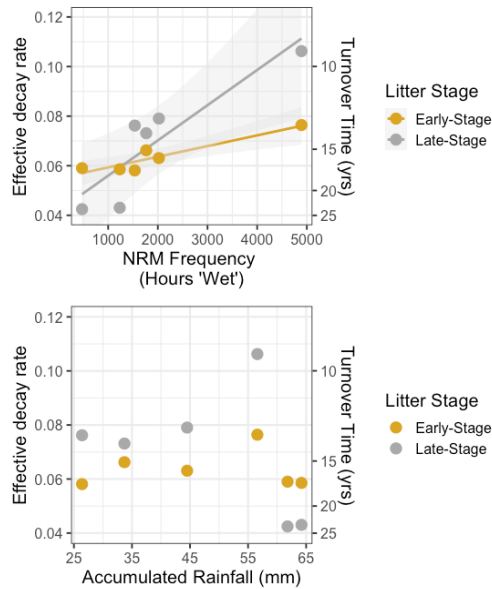 0.12
0.10
0.08
0.06
0.04
Effective decay rate
10
15
20
25
Turnover Time (yrs)
1000 2000 3000 4000 5000
NRM Frequency
(Hours 'Wet')
Litter Stage
Early-Stage
Late-Stage
0.12
0.10
0.08
0.06
0.04
Effective decay rate
10
15
20
25
Turnover Time (yrs)
25 35 45 55 65
Accumulated Rainfall (mm)
Litter Stage
Early-Stage
Late-Stage